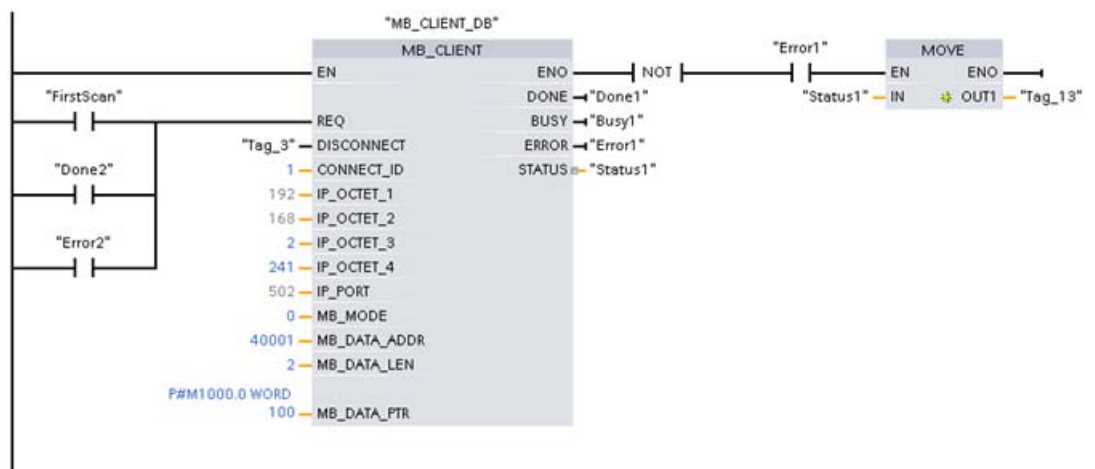 "MB_CLIENT_DB"
MB_CLIENT
"Error1"
MOVE
EN
ENO
NOT
EN
ENO
"FirstScan"
DONE
"Done1"
"Status1"
IN
OUT1
"Tag_13"
REQ
BUSY
"Busy1"
"Tag_3"
DISCONNECT
ERROR
"Error1"
"Done2"
1
CONNECT_ID
STATUS
"Status1"
192
IP_OCTET_1
168
IP_OCTET_2
"Error2"
2
IP_OCTET_3
241
IP_OCTET_4
502
IP_PORT
0
MB_MODE
40001
MB_DATA_ADDR
2
MB_DATA_LEN
P#M1000.0 WORD
100
MB_DATA_PTR